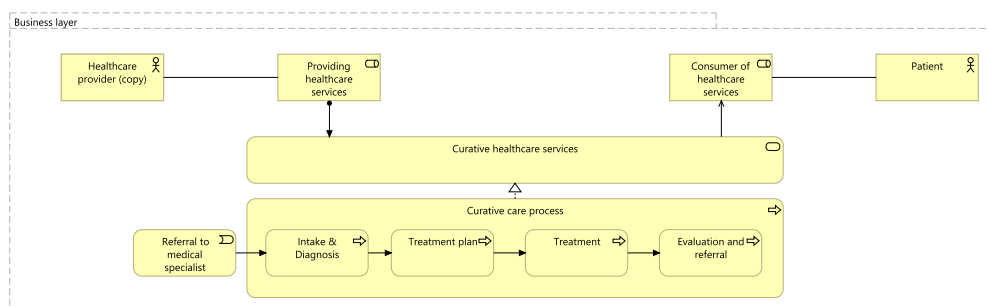 Business layer
Healthcare
provider (copy)
Providing
healthcare
services
Consumer of
healthcare
services
Patient
Curative healthcare services
Curative care process
Referral to
medical
specialist
Intake &
Diagnosis
Treatment plan
Treatment
Evaluation and
referral